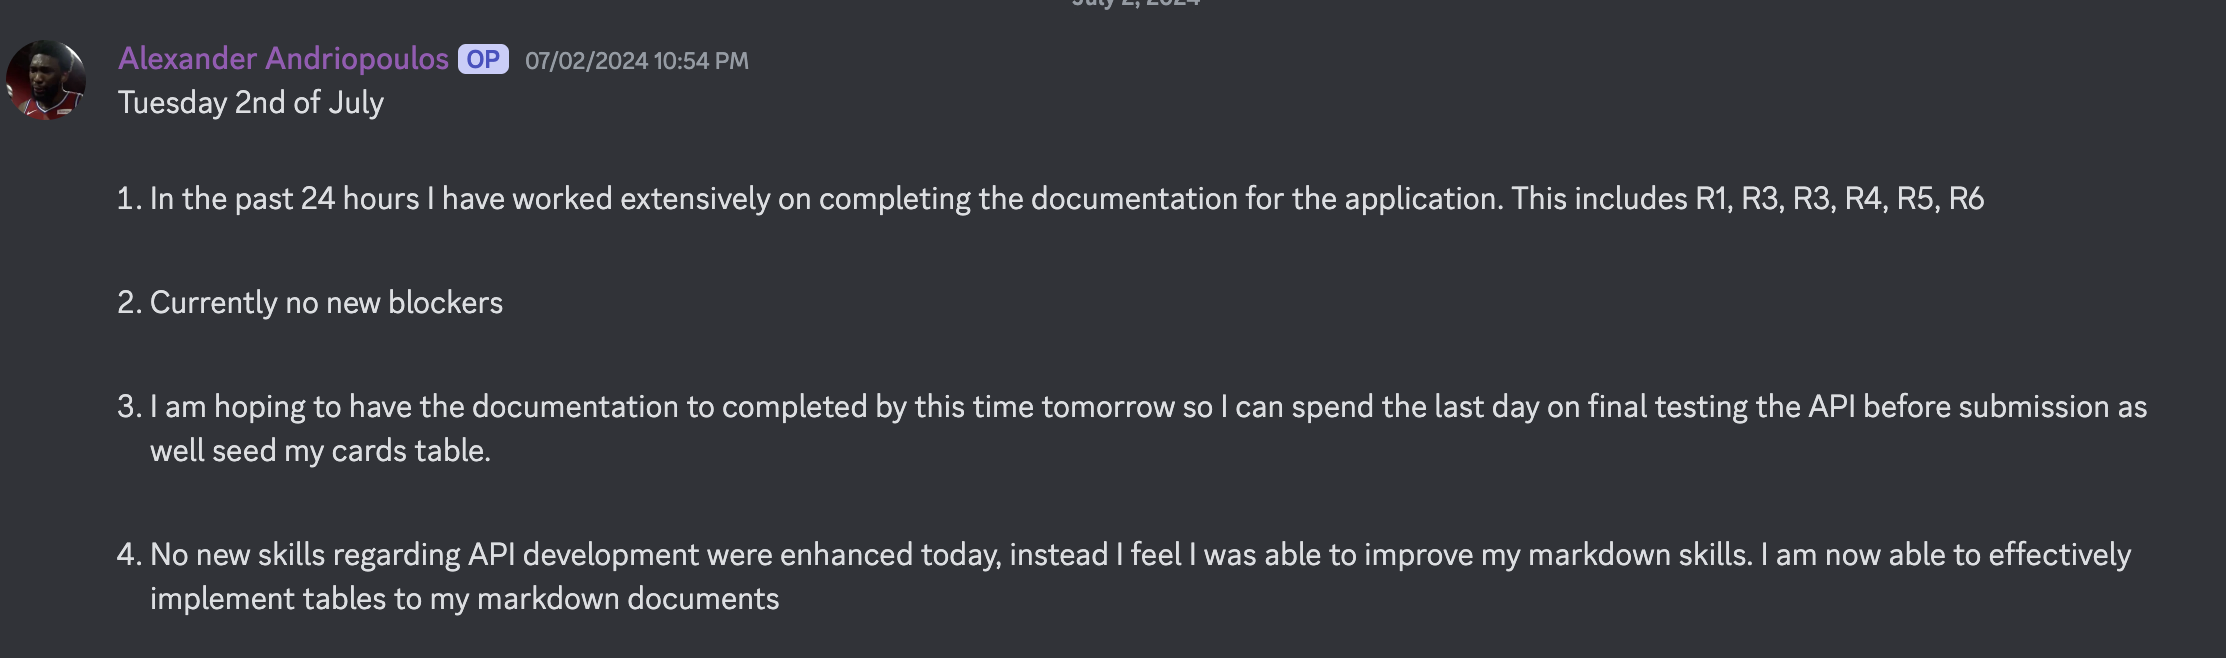 July 2, 2024
Alexander Andriopoulos OP 07/02/2024 10:54 PM
Tuesday 2nd of July
1. In the past 24 hours I have worked extensively on completing the documentation for the application. This includes R1, R3, R3, R4, R5, R6
2. Currently no new blockers
3. I am hoping to have the documentation to completed by this time tomorrow so I can spend the last day on final testing the API before submission as
well seed my cards table.
4. No new skills regarding API development were enhanced today, instead I feel I was able to improve my markdown skills. I am now able to effectively
implement tables to my markdown documents